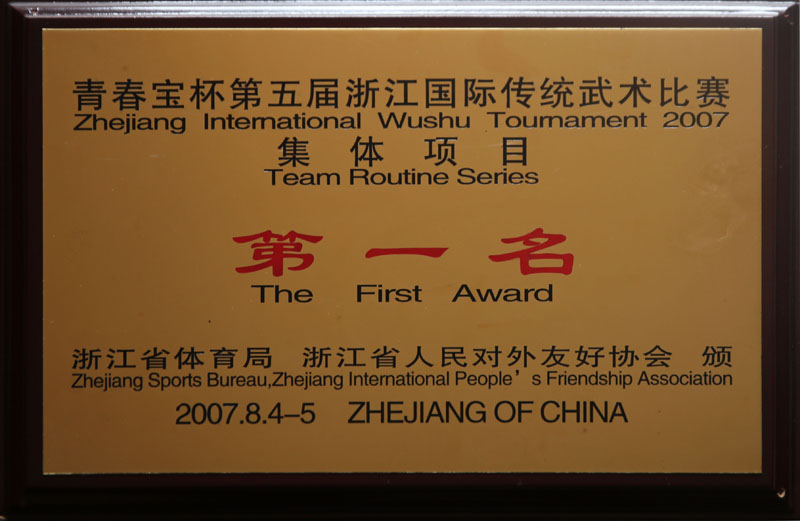 青春宝杯第五届浙江国际传统武术比赛
Zhejiang International Wushu Tournament 2007
集体项目
Team Routine Series
第一名
The First Award
浙江省体育局 浙江省人民对外友好协会 颁
Zhejiang Sports Bureau,Zhejiang International People's Friendship Association
2007.8.4-5 ZHEJIANG OF CHINA